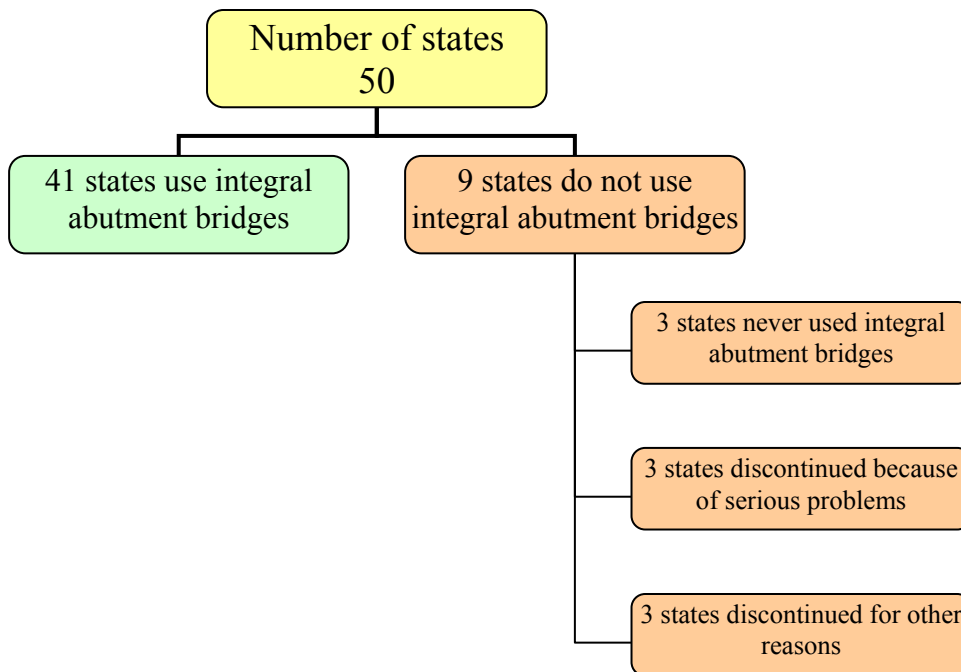 Number of states
50
41 states use integral
abutment bridges
9 states do not use
integral abutment bridges
3 states never used integral
abutment bridges
3 states discontinued because
of serious problems
3 states discontinued for other
reasons